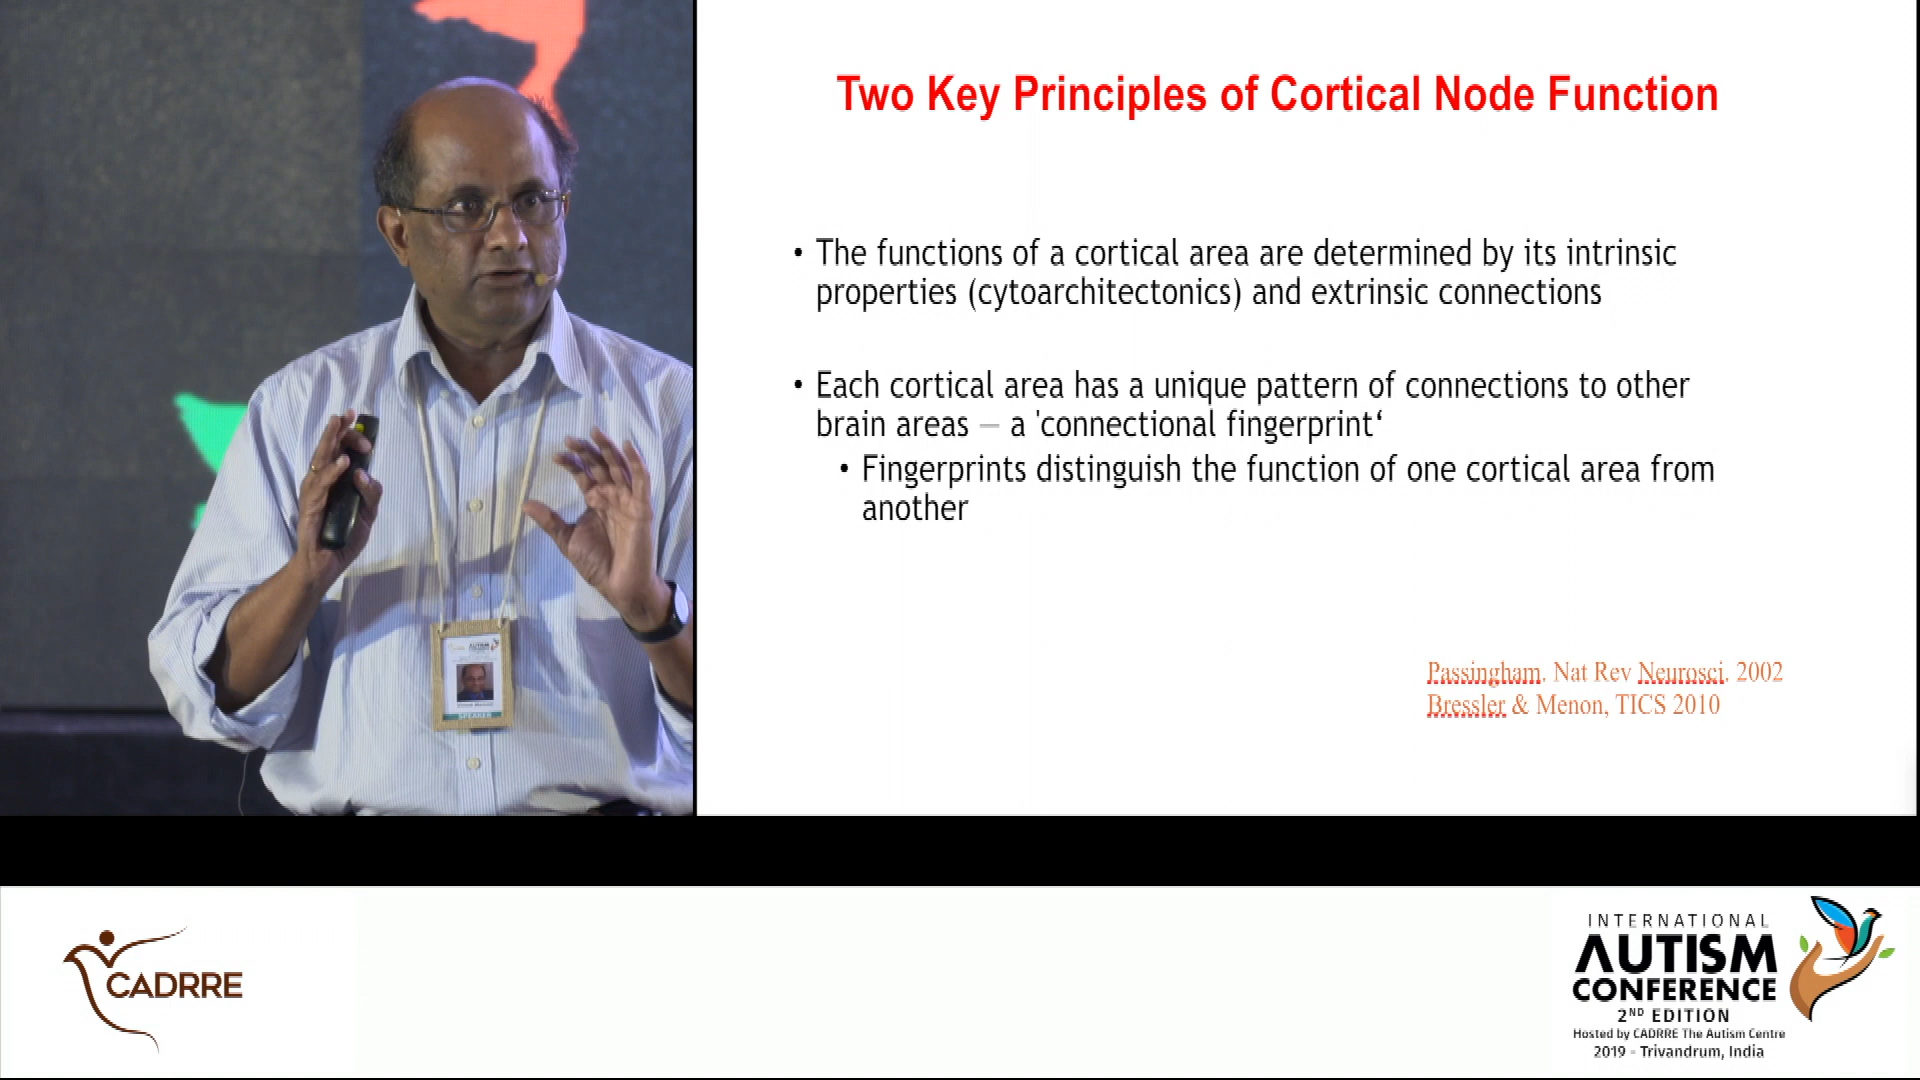 Two Key Principles of Cortical Node Function
• The functions of a cortical area are determined by its intrinsic
properties (cytoarchitectonics) and extrinsic connections
• Each cortical area has a unique pattern of connections to other
brain areas – a 'connectional fingerprint‘
• Fingerprints distinguish the function of one cortical area from
another
Passingham. Nat Rev Neurosci. 2002
Bressler & Menon, TICS 2010
AUTISM
SPEAKER
CADRRE
INTERNATIONAL
AUTISM
CONFERENCE
2ND EDITION
Hosted by CADRRE The Autism Centre
2019 - Trivandrum, India